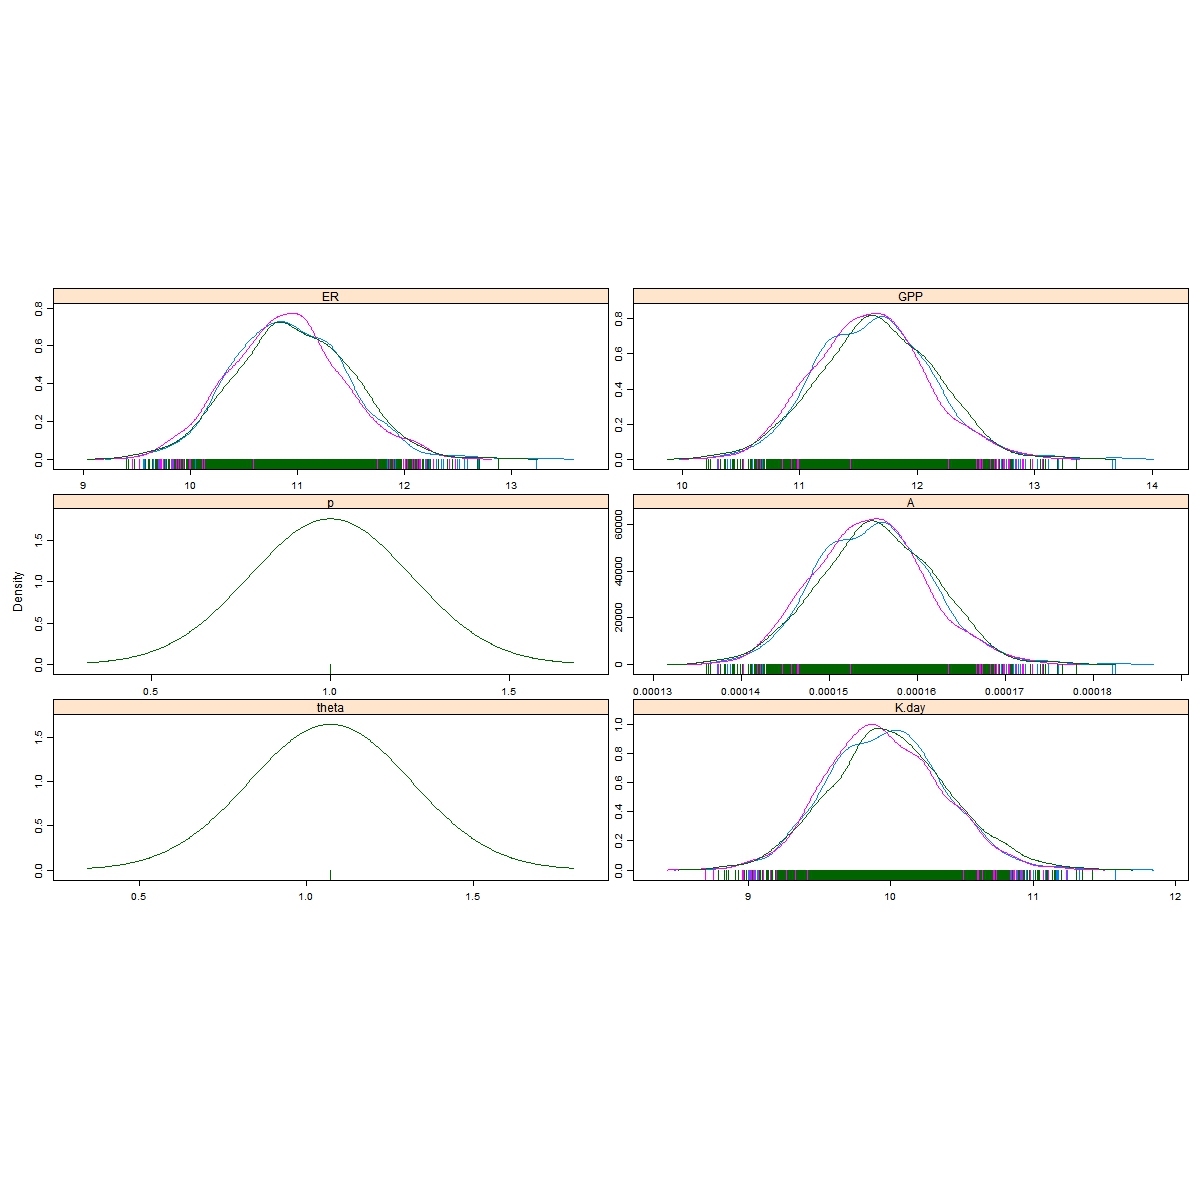 ER
0.0 0.2 0.4 0.6 0.8
9 10 11 12 13
GPP
0.0 0.2 0.4 0.6 0.8
10 11 12 13 14
Density
p
0.0 0.5 1.0 1.5
0.5 1.0 1.5
A
0 20000 40000 60000
0.00013 0.00014 0.00015 0.00016 0.00017 0.00018
theta
0.0 0.5 1.0 1.5
0.5 1.0 1.5
K.day
0.0 0.2 0.4 0.6 0.8 1.0
9 10 11 12